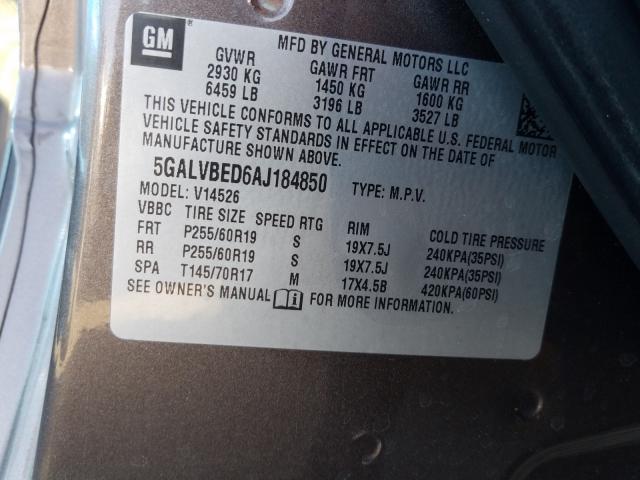 GM
MFD BY GENERAL MOTORS LLC
GVWR GAWR FRT GAWR RR
2930 KG 1450 KG 1600 KG
6459 LB 3196 LB 3527 LB
THIS VEHICLE CONFORMS TO ALL APPLICABLE U.S. FEDERAL MOTOR
VEHICLE SAFETY STANDARDS IN EFFECT ON THE DATE OF
MANUFACTURE SHOWN ABOVE.
5GALVBED6AJ184850 TYPE: M.P.V.
MODEL: V14526
VBBC TIRE SIZE SPEED RTG RIM COLD TIRE PRESSURE
FRT P255/60R19 S 19X7.5J 240KPA(35PSI)
RR P255/60R19 S 19X7.5J 240KPA(35PSI)
SPA T145/70R17 M 17X4.5B 420KPA(60PSI)
SEE OWNER'S MANUAL FOR MORE INFORMATION.